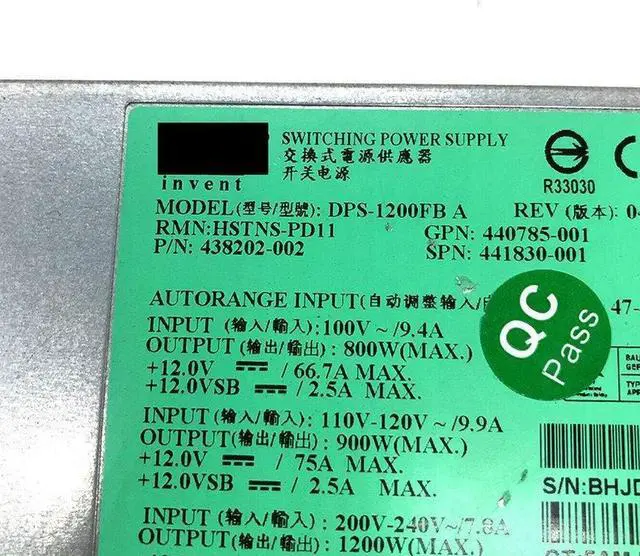 invent
SWITCHING POWER SUPPLY
交換式電源供應器
开关电源
R33030
MODEL(型号/型號): DPS-1200FB A REV (版本):
RMN:HSTNS-PD11 GPN: 440785-001
P/N: 438202-002 SPN: 441830-001
AUTORANGE INPUT(自动调整输入/
47-
INPUT (输入/輸入):100V ~ /9.4A
OUTPUT (输出/輸出): 800W(MAX.)
+12.0V / 66.7A MAX.
+12.0VSB / 2.5A (MAX.)
QC
Pass
INPUT (输入/輸入): 110V-120V ~ /9.9A
OUTPUT(输出/輸出): 900W(MAX.)
+12.0V / 75A (MAX.)
+12.0VSB / 2.5A (MAX.)
S/N:BHJD
INPUT (输入/輸入): 200V-240V~/7.8A
OUTPUT (输出/輸出): 1200W(MAX.)